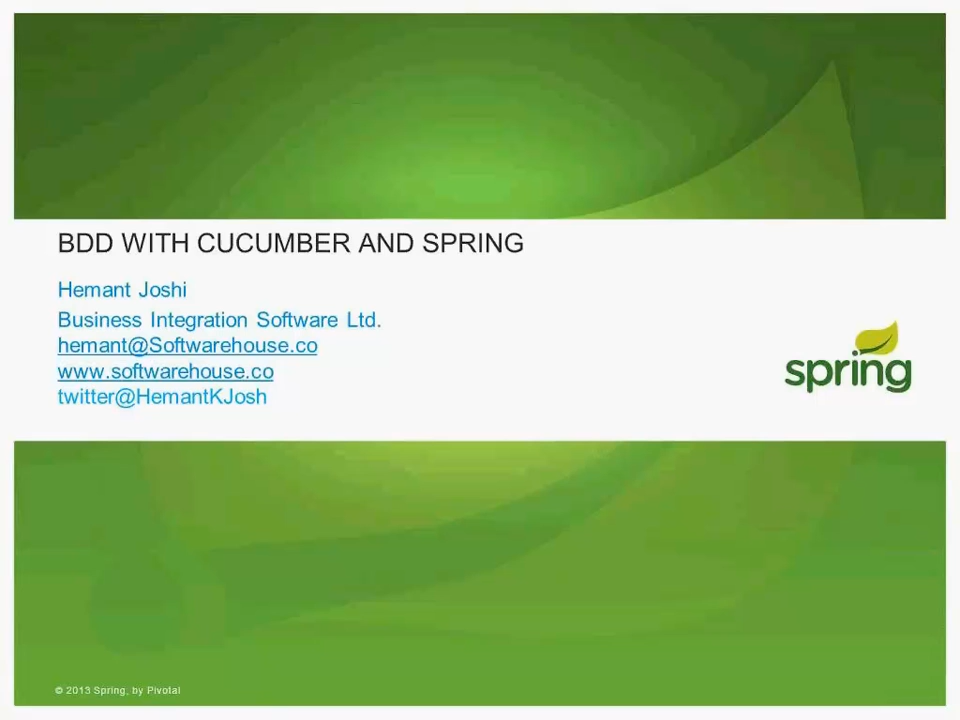 BDD WITH CUCUMBER AND SPRING
Hemant Joshi
Business Integration Software Ltd.
hemant@Softwarehouse.co
www.softwarehouse.co
twitter@HemantKJosh
spring
© 2013 Spring, by Pivotal